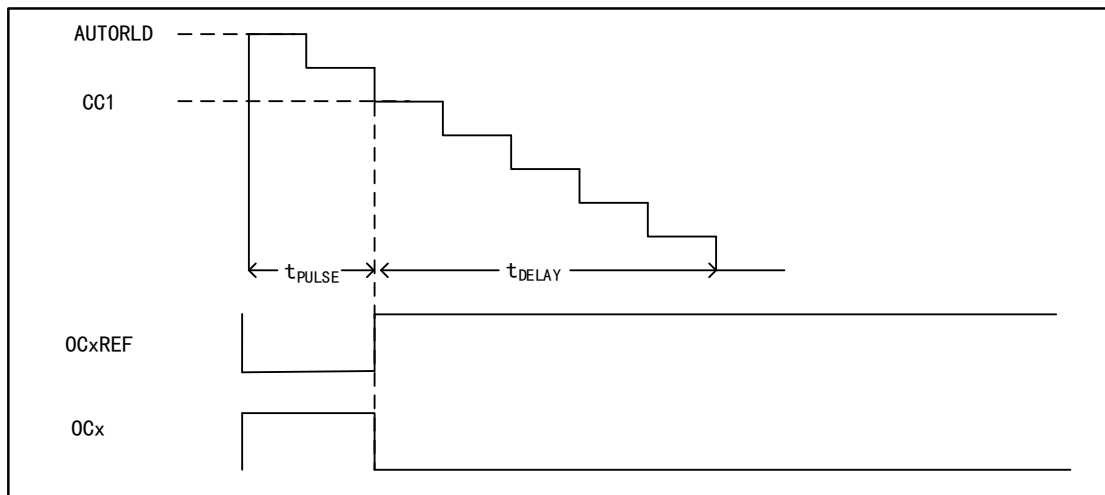 AUTORLD
CC1
tPULSE
tDELAY
OCxREF
OCx